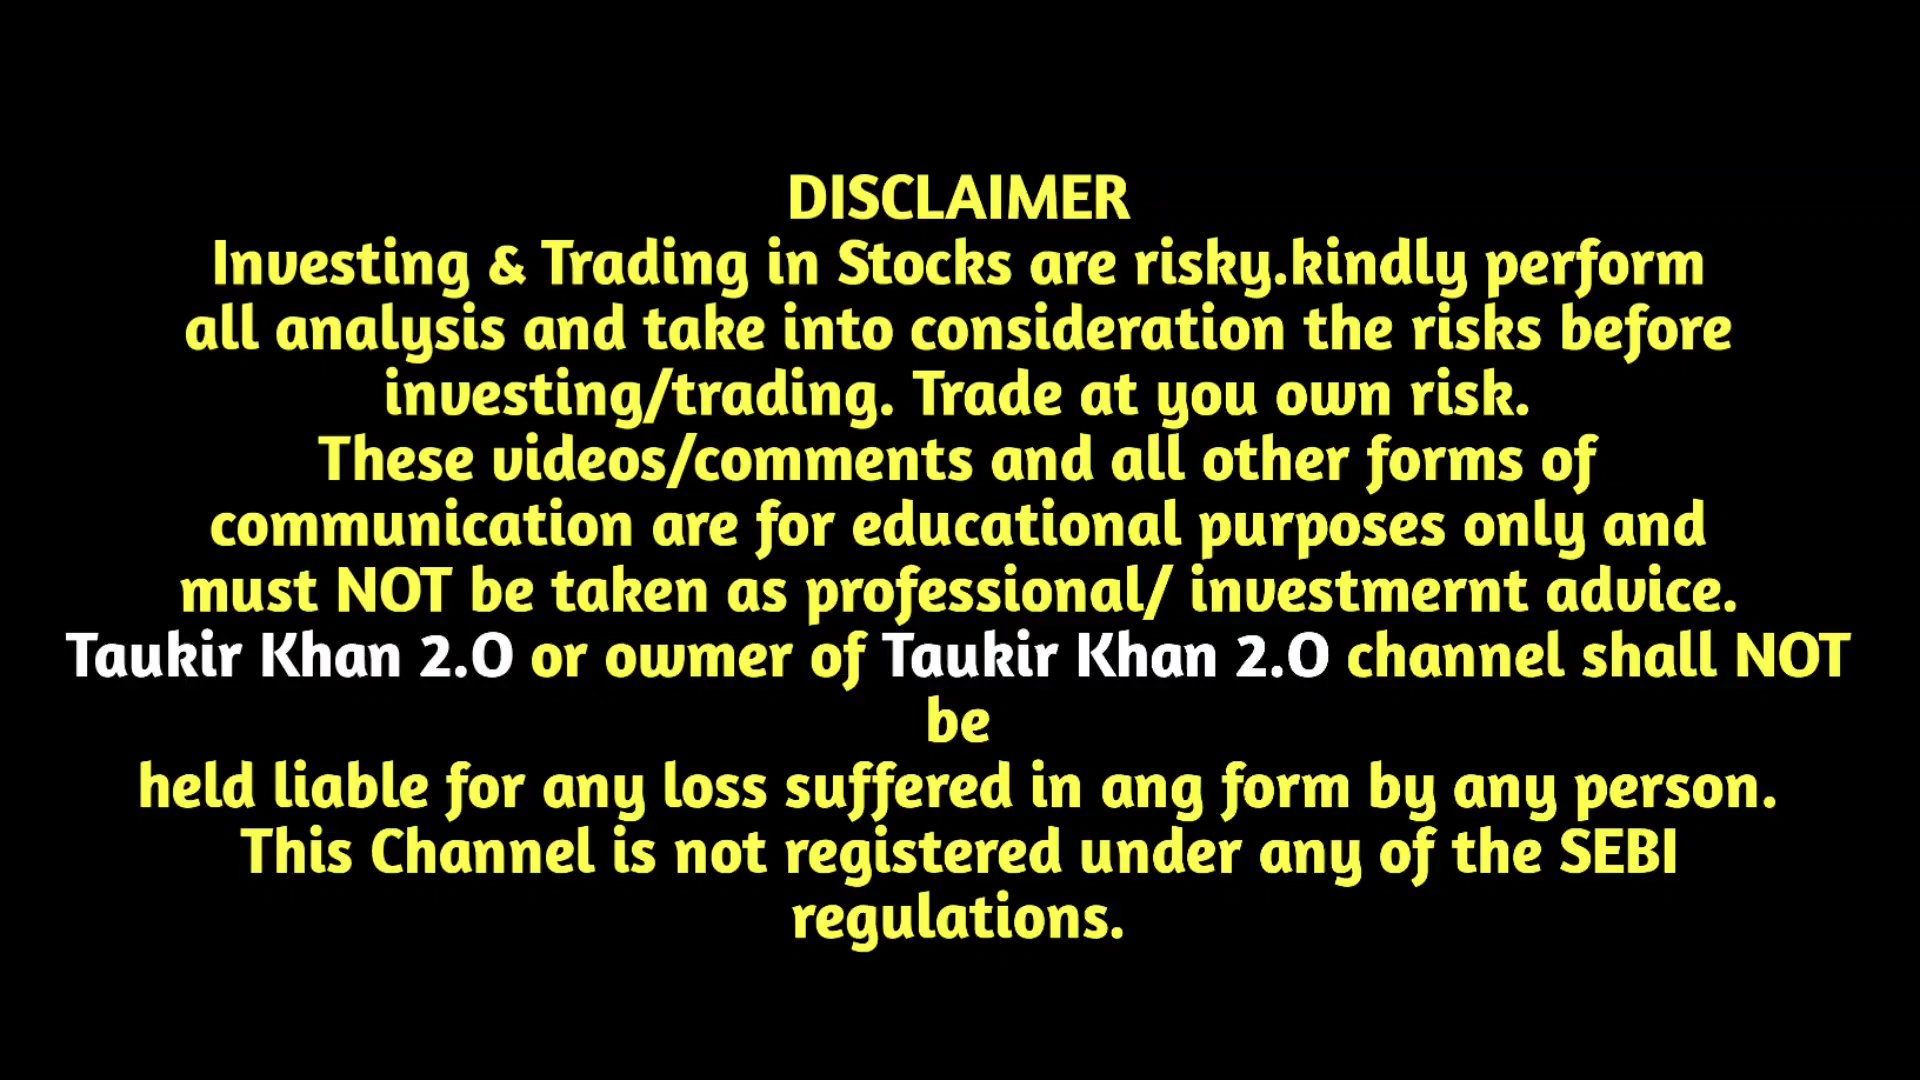 DISCLAIMER
Investing & Trading in Stocks are risky.kindly perform
all analysis and take into consideration the risks before
investing/trading. Trade at you own risk.
These videos/comments and all other forms of
communication are for educational purposes only and
must NOT be taken as professional/ investmernt advice.
Taukir Khan 2.O or owmer of Taukir Khan 2.O channel shall NOT
be
held liable for any loss suffered in ang form by any person.
This Channel is not registered under any of the SEBI
regulations.